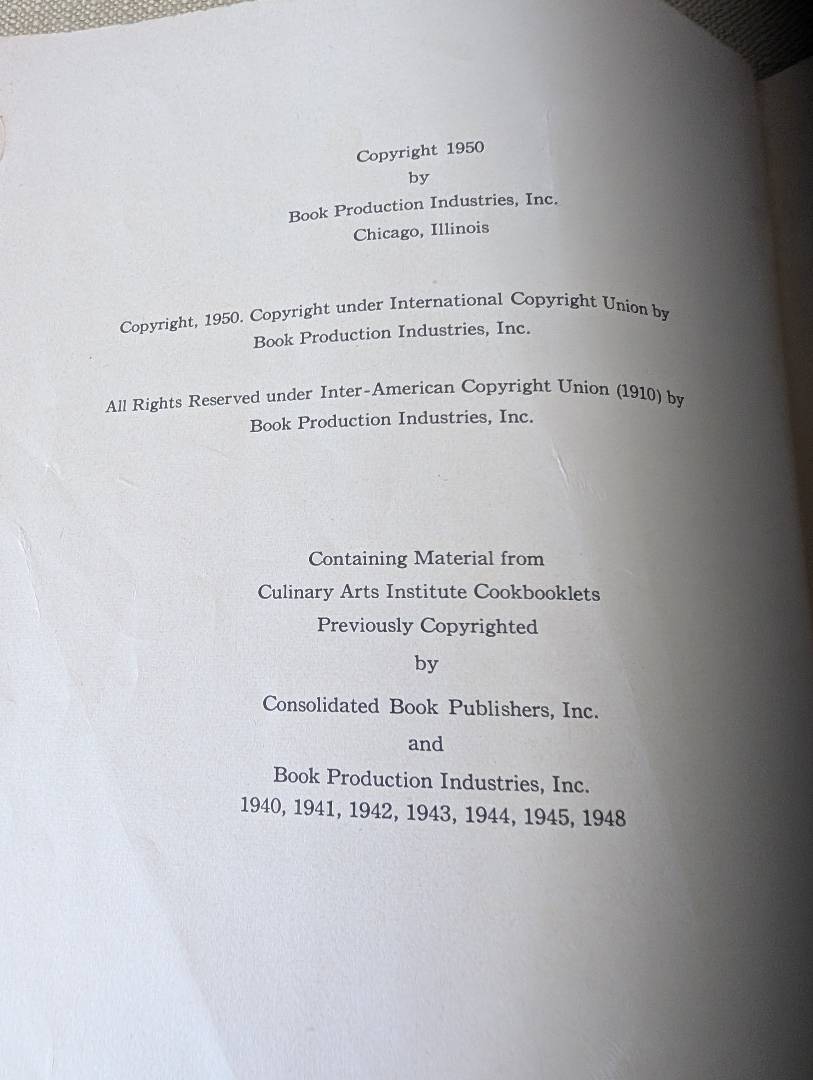 Copyright 1950
by
Book Production Industries, Inc.
Chicago, Illinois
Copyright, 1950. Copyright under International Copyright Union by
Book Production Industries, Inc.
All Rights Reserved under Inter-American Copyright Union (1910) by
Book Production Industries, Inc.
Containing Material from
Culinary Arts Institute Cookbooklets
Previously Copyrighted
by
Consolidated Book Publishers, Inc.
and
Book Production Industries, Inc.
1940, 1941, 1942, 1943, 1944, 1945, 1948